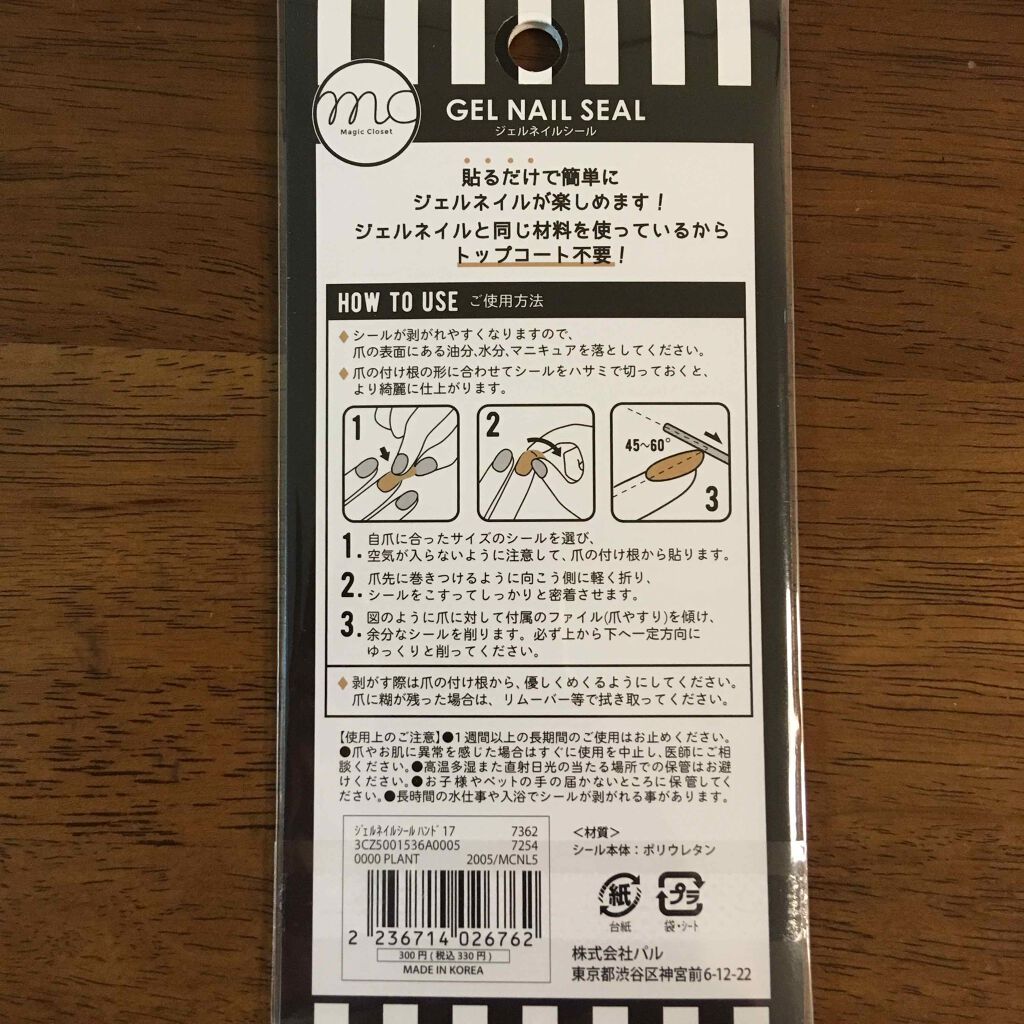 mc
Magic Closet
GEL NAIL SEAL
ジェルネイルシール
貼るだけで簡単に
ジェルネイルが楽しめます！
ジェルネイルと同じ材料を使っているから
トップコート不要！
HOW TO USE ご使用方法
♦シールが剥がれやすくなりますので、
爪の表面にある油分、水分、マニキュアを落としてください。
♦爪の付け根の形に合わせてシールをハサミで切っておくと、
より綺麗に仕上がります。
1
2
45~60°
3
1. 自爪に合ったサイズのシールを選び、
空気が入らないように注意して、爪の付け根から貼ります。
2. 爪先に巻きつけるように向こう側に軽く折り、
シールをこすってしっかりと密着させます。
3. 図のように爪に対して付属のファイル(爪やすり)を傾け、
余分なシールを削ります。必ず上から下へ一定方向に
ゆっくりと削ってください。
♦剥がす際は爪の付け根から、優しくめくるようにしてください。
爪に糊が残った場合は、リムーバー等で拭き取ってください。
【使用上のご注意】●1週間以上の長期間のご使用はお止めください。
●爪やお肌に異常を感じた場合はすぐに使用を中止し、医師にご相
談ください。●高温多湿また直射日光の当たる場所での保管はお避
けください。●お子様やペットの手の届かないところに保管してく
ださい。●長時間の水仕事や入浴でシールが剥がれる事があります。
ｼﾞｪﾙﾈｲﾙｼｰﾙ ﾊﾝﾄﾞ 17 7362
3CZ5001536A0005 7254
0000 PLANT 2005/MCNL5
2 236714 026762
300円(税込330円)
MADE IN KOREA
＜材質＞
シール本体：ポリウレタン
紙
台紙
プラ
袋・シート
株式会社パル
東京都渋谷区神宮前6-12-22